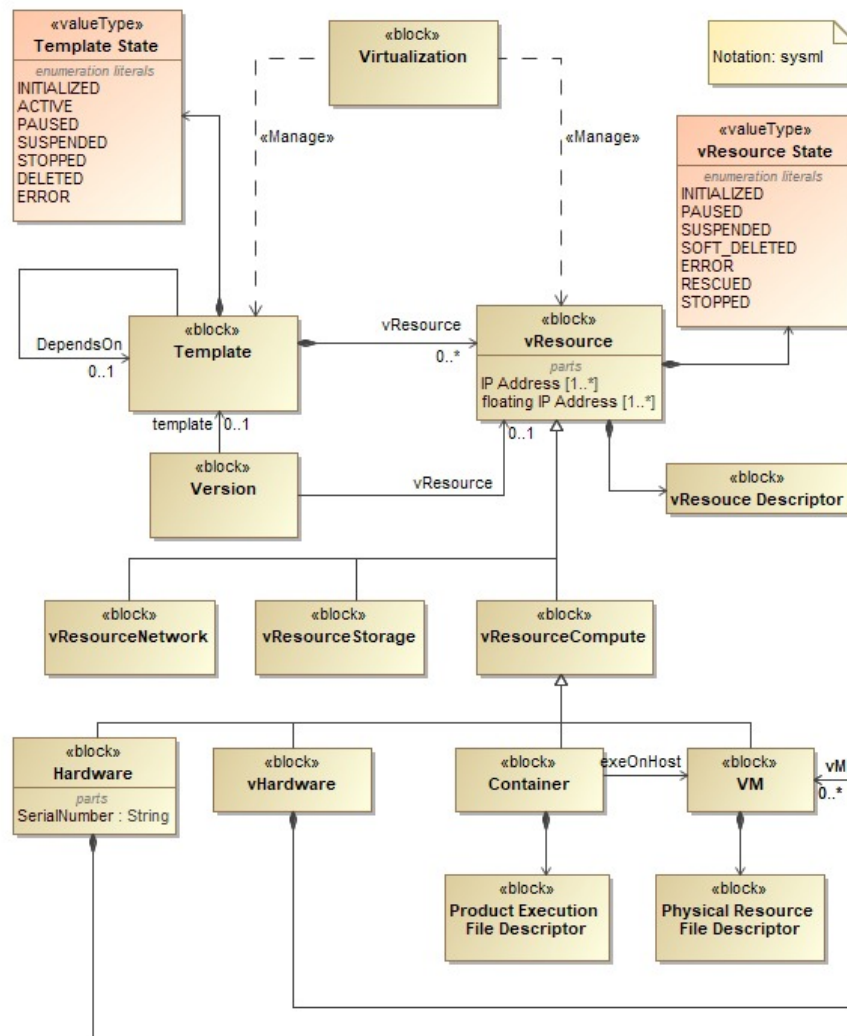 «valueType»
Template State
enumeration literals
INITIALIZED
ACTIVE
PAUSED
SUSPENDED
STOPPED
DELETED
ERROR
«block»
Virtualization
Notation: sysml
«Manage»
«Manage»
«valueType»
vResource State
enumeration literals
INITIALIZED
PAUSED
SUSPENDED
SOFT_DELETED
ERROR
RESCUED
STOPPED
DependsOn
0..1
«block»
Template
vResource
0..*
«block»
vResource
parts
IP Address [1..*]
floating IP Address [1..*]
template
0..1
0..1
«block»
Version
vResource
«block»
vResouce Descriptor
«block»
vResourceNetwork
«block»
vResourceStorage
«block»
vResourceCompute
«block»
Hardware
parts
SerialNumber : String
«block»
vHardware
«block»
Container
exeOnHost
«block»
VM
vM
0..*
«block»
Product Execution
File Descriptor
«block»
Physical Resource
File Descriptor